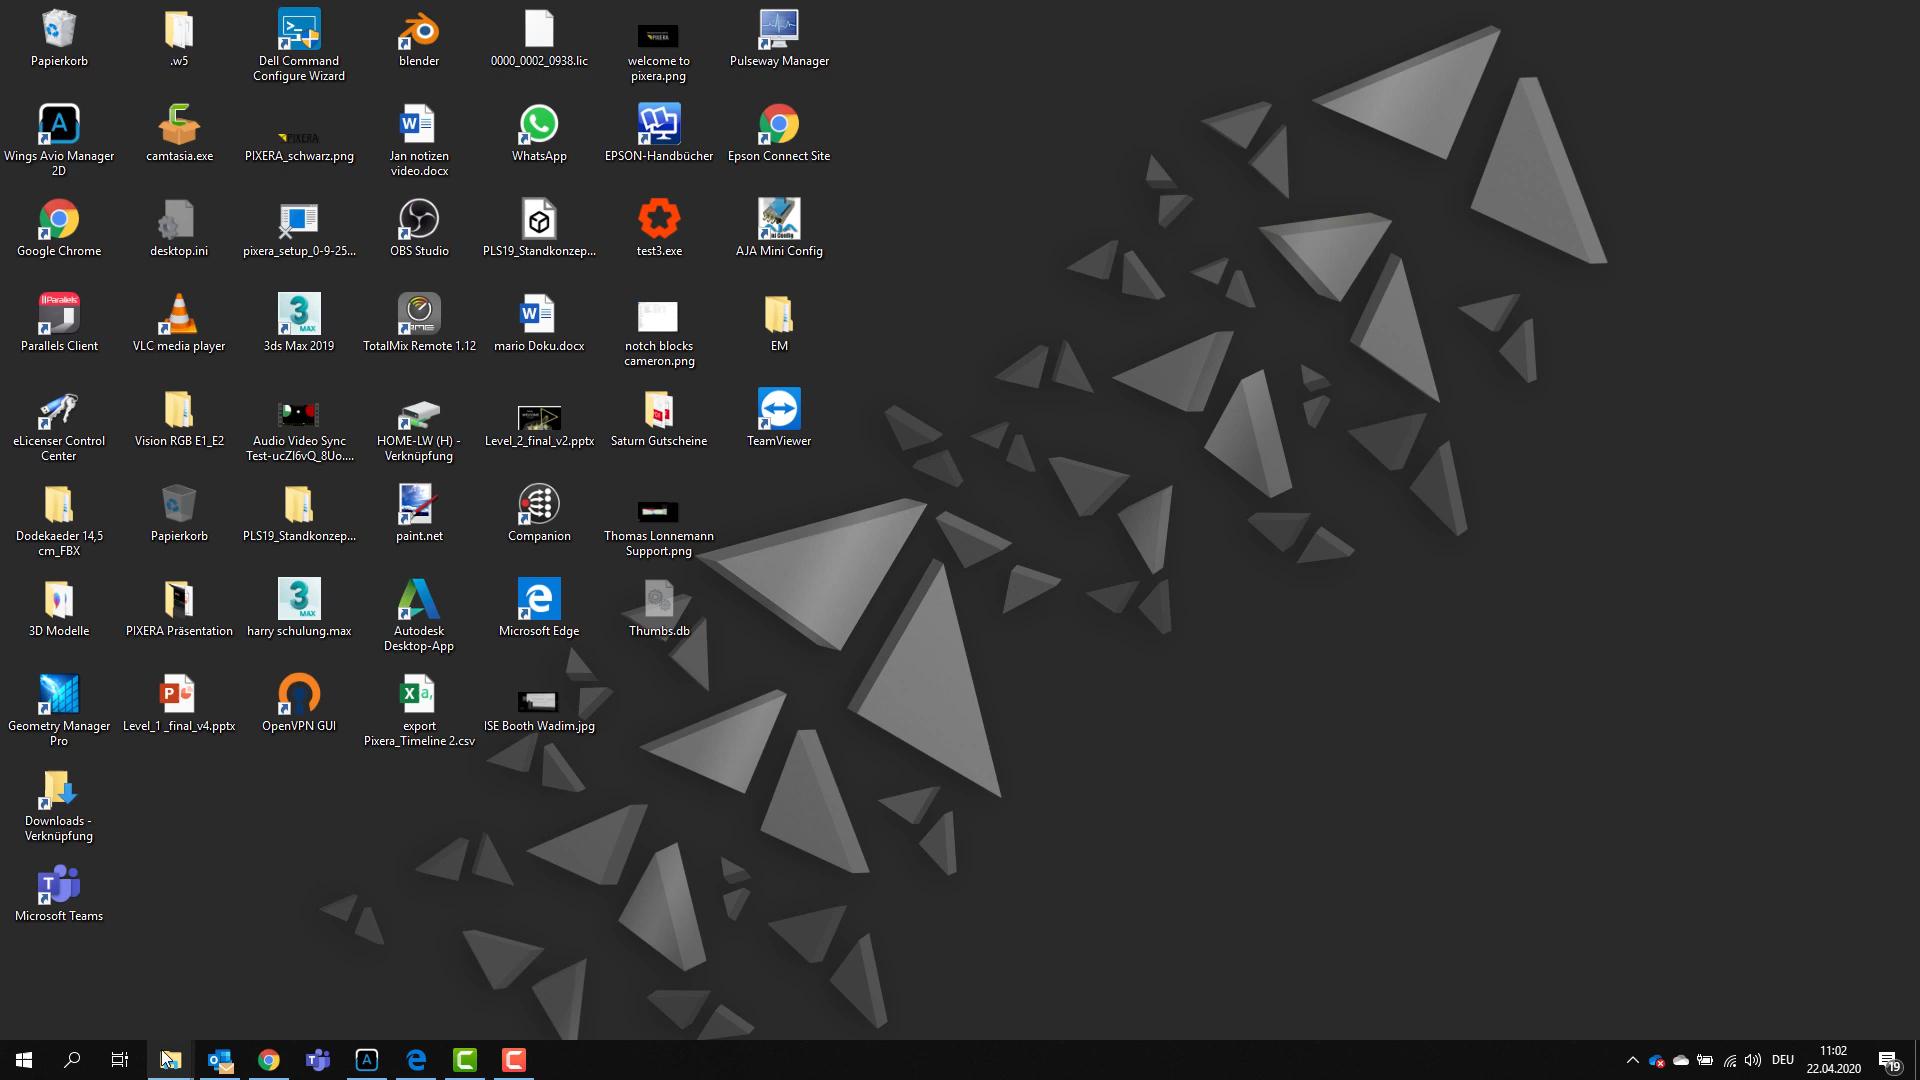 Papierkorb
.w5
Dell Command
Configure Wizard
blender
0000_0002_0938.lic
welcome to
pixera.png
Pulseway Manager
Wings Avio Manager
2D
camtasia.exe
PIXERA_schwarz.png
Jan notizen
video.docx
WhatsApp
EPSON-Handbücher
Epson Connect Site
Google Chrome
desktop.ini
pixera_setup_0-9-25...
OBS Studio
PLS19_Standkonzep...
test3.exe
AJA Mini Config
Parallels Client
VLC media player
3ds Max 2019
TotalMix Remote 1.12
mario Doku.docx
notch blocks
cameron.png
EM
eLicenser Control
Center
Vision RGB E1_E2
Audio Video Sync
Test-ucZl6vQ_8Uo....
HOME-LW (H) -
Verknüpfung
Level_2_final_v2.pptx
Saturn Gutscheine
TeamViewer
Dodekaeder 14,5
cm_FBX
Papierkorb
PLS19_Standkonzep...
paint.net
Companion
Thomas Lonnemann
Support.png
3D Modelle
PIXERA Präsentation
harry schulung.max
Autodesk
Desktop-App
Microsoft Edge
Thumbs.db
Geometry Manager
Pro
Level_1 _final_v4.pptx
OpenVPN GUI
export
Pixera_Timeline 2.csv
ISE Booth Wadim.jpg
Downloads -
Verknüpfung
Microsoft Teams
DEU
11:02
22.04.2020
19